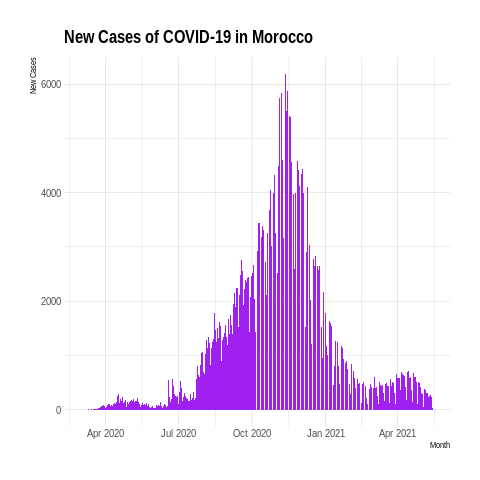 New Cases of COVID-19 in Morocco
New Cases
6000
4000
2000
0
Apr 2020 Jul 2020 Oct 2020 Jan 2021 Apr 2021
Month